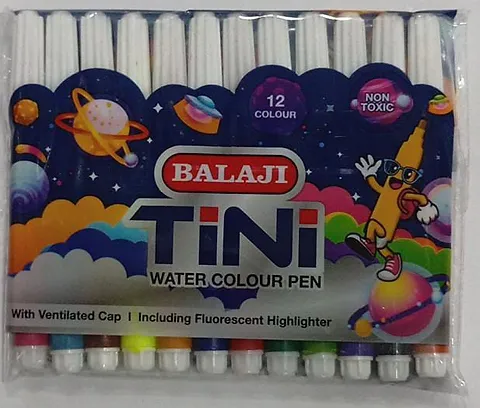 12
COLOUR
NON
TOXIC
BALAJI
TiNi
WATER COLOUR PEN
With Ventilated Cap | Including Fluorescent Highlighter